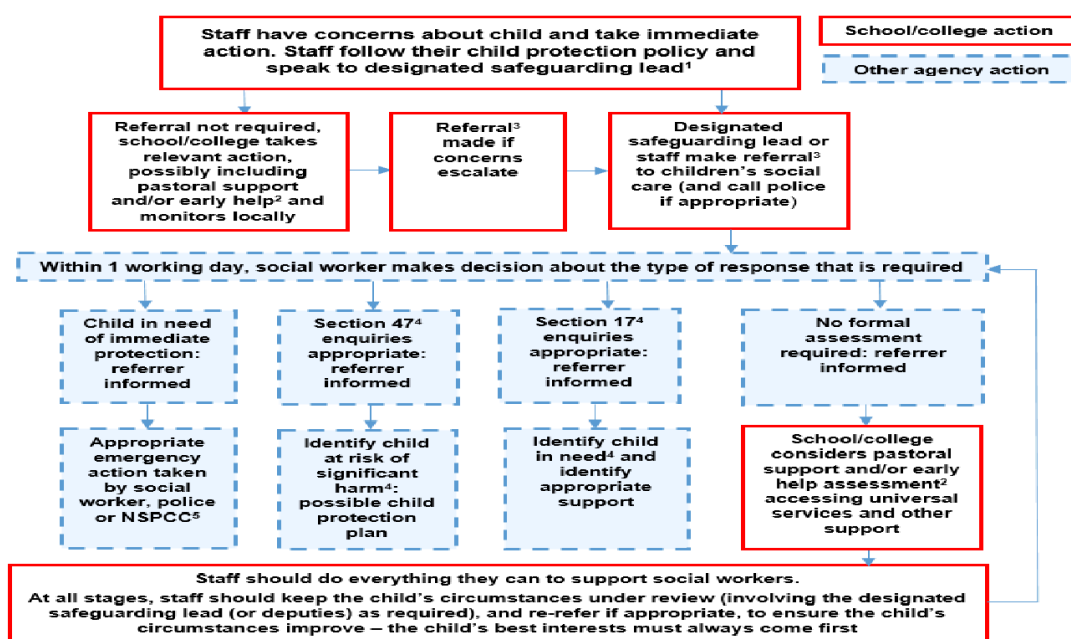 Staff have concerns about child and take immediate
action. Staff follow their child protection policy and
speak to designated safeguarding lead¹
School/college action
Other agency action
Referral not required,
school/college takes
relevant action,
possibly including
pastoral support
and/or early help² and
monitors locally
Referral³
made if
concerns
escalate
Designated
safeguarding lead or
staff make referral³
to children's social
care (and call police
if appropriate)
Within 1 working day, social worker makes decision about the type of response that is required
Child in need
of immediate
protection:
referrer
informed
Section 47⁴
enquiries
appropriate:
referrer
informed
Section 17⁴
enquiries
appropriate:
referrer
informed
No formal
assessment
required: referrer
informed
Appropriate
emergency
action taken
by social
worker, police
or NSPCC⁵
Identify child
at risk of
significant
harm⁴:
possible child
protection
plan
Identify child
in need⁴ and
identify
appropriate
support
School/college
considers pastoral
support and/or early
help assessment²
accessing universal
services and other
support
Staff should do everything they can to support social workers.
At all stages, staff should keep the child's circumstances under review (involving the designated
safeguarding lead (or deputies) as required), and re-refer if appropriate, to ensure the child's
circumstances improve – the child's best interests must always come first